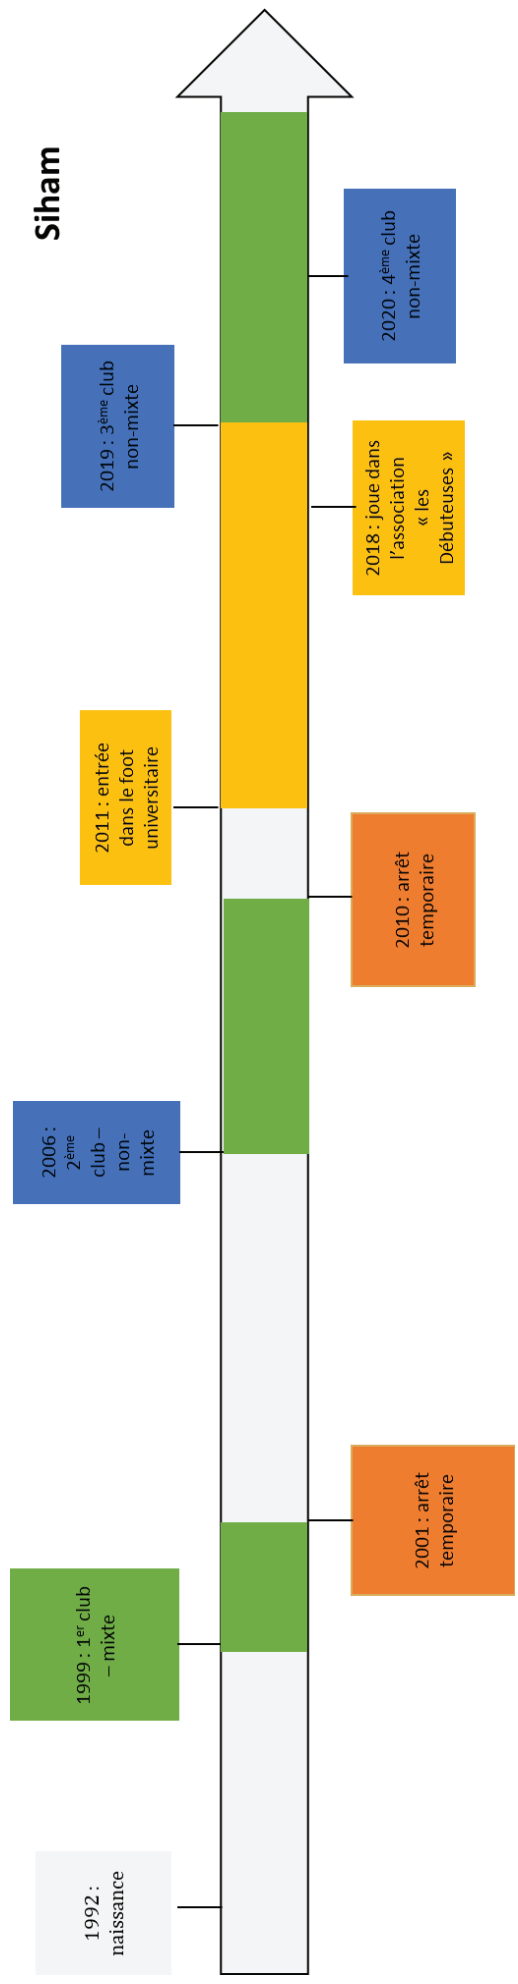 Siham
1992 :
naissance
1999 : 1er club
– mixte
2001 : arrêt
temporaire
2006 :
2ème
club –
non-
mixte
2010 : arrêt
temporaire
2011 : entrée
dans le foot
universitaire
2018 : joue dans
l’association
« les
Débuteuses »
2019 : 3ème club
non-mixte
2020 : 4ème club
non-mixte